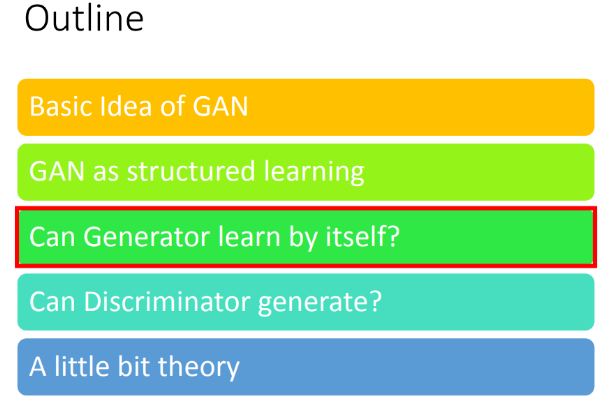 Outline
Basic Idea of GAN
GAN as structured learning
Can Generator learn by itself?
Can Discriminator generate?
A little bit theory